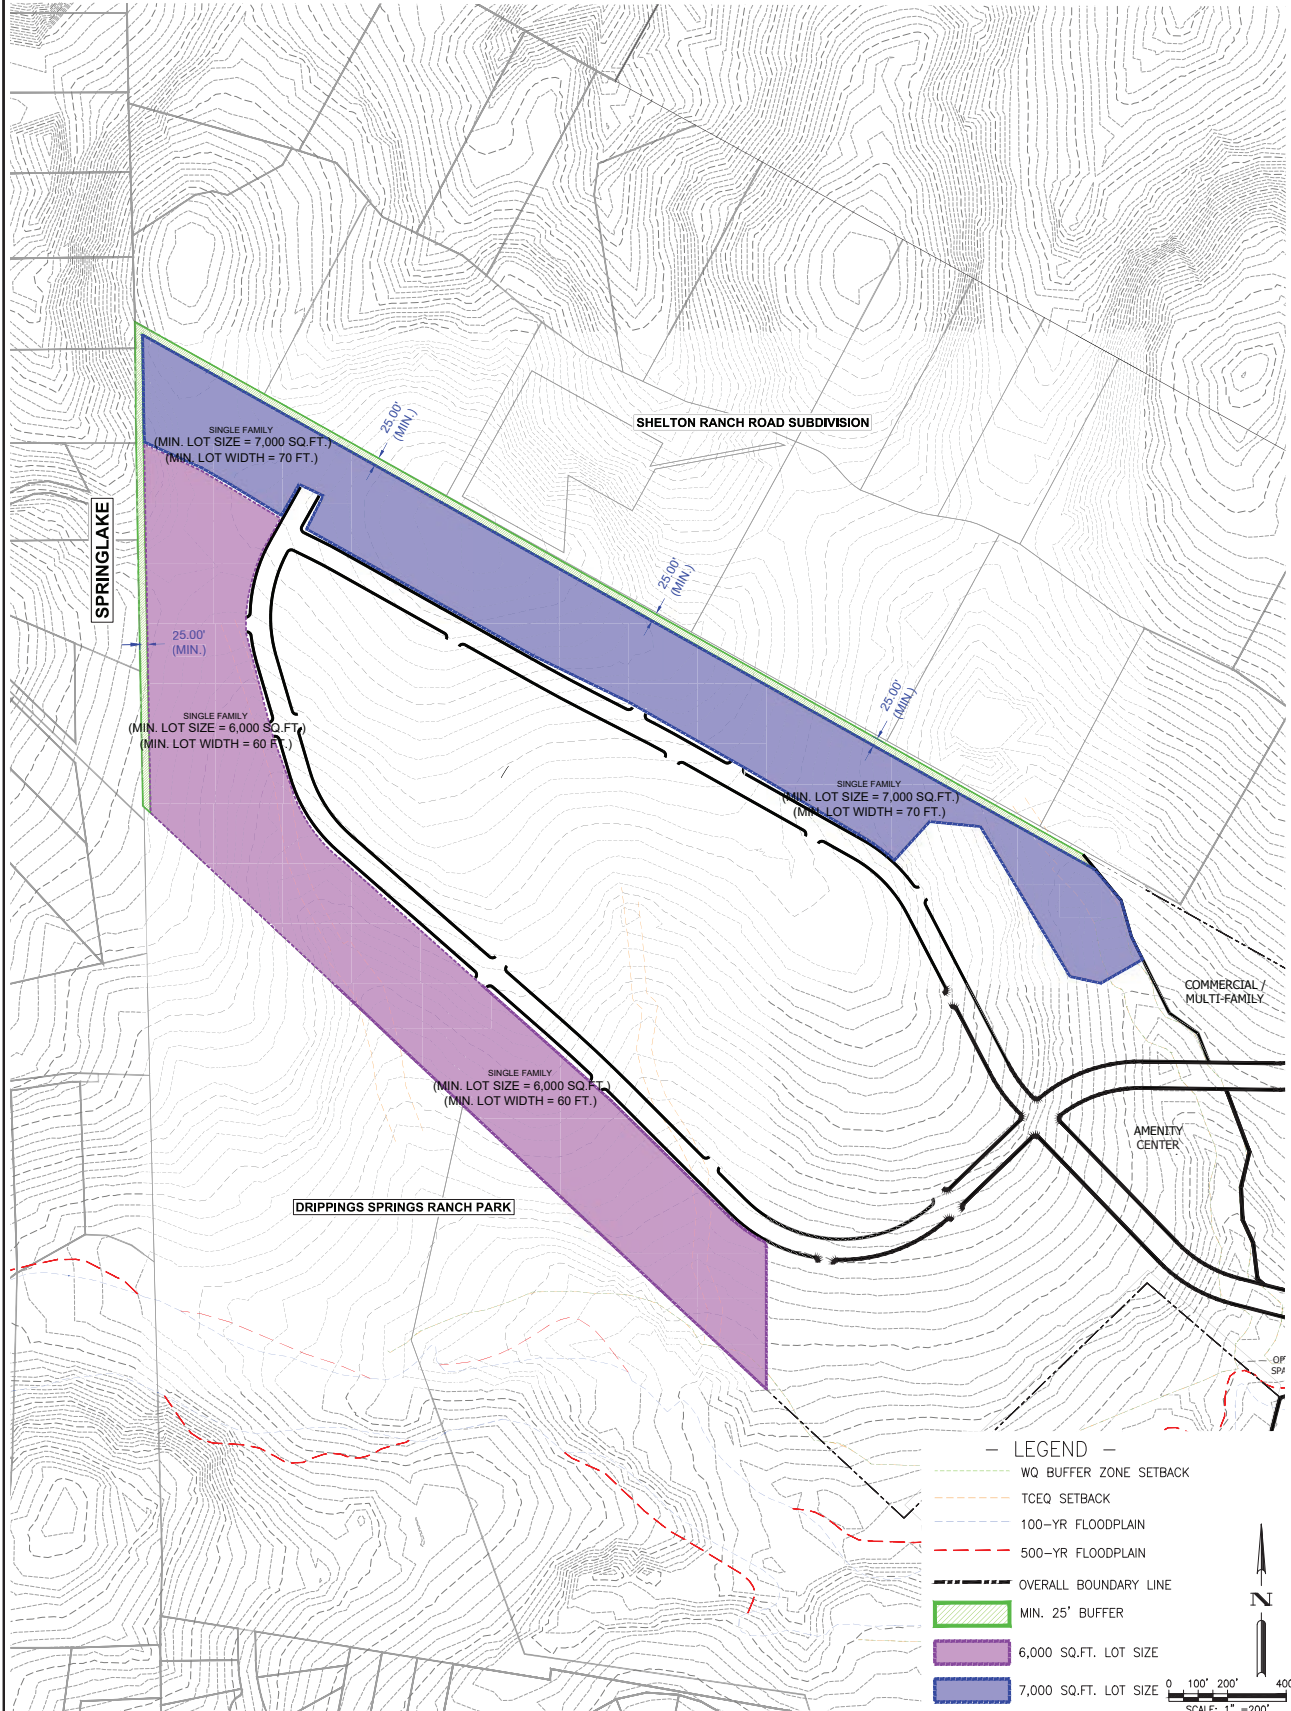 SHELTON RANCH ROAD SUBDIVISION
25.00'
(MIN.)
SINGLE FAMILY
(MIN. LOT SIZE = 7,000 SQ.FT.)
(MIN. LOT WIDTH = 70 FT.)
SPRINGLAKE
25.00'
(MIN.)
25.00'
(MIN.)
25.00'
(MIN.)
SINGLE FAMILY
(MIN. LOT SIZE = 6,000 SQ.FT.)
(MIN. LOT WIDTH = 60 FT.)
SINGLE FAMILY
(MIN. LOT SIZE = 7,000 SQ.FT.)
(MIN. LOT WIDTH = 70 FT.)
COMMERCIAL /
MULTI-FAMILY
SINGLE FAMILY
(MIN. LOT SIZE = 6,000 SQ.FT.)
(MIN. LOT WIDTH = 60 FT.)
AMENITY
CENTER
DRIPPINGS SPRINGS RANCH PARK
— LEGEND —
WQ BUFFER ZONE SETBACK
TCEQ SETBACK
100-YR FLOODPLAIN
500-YR FLOODPLAIN
OVERALL BOUNDARY LINE
MIN. 25' BUFFER
6,000 SQ.FT. LOT SIZE
7,000 SQ.FT. LOT SIZE
N
0 100' 200' 400
SCALE: 1" =200'